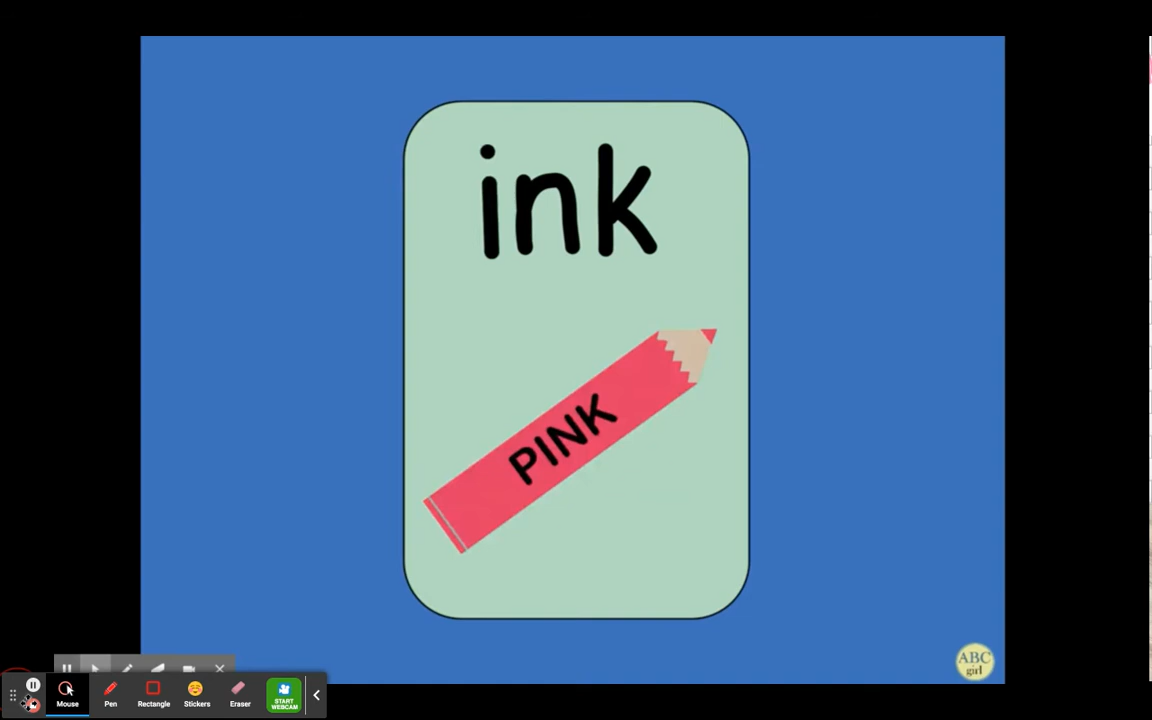 ink
PINK
ABC
girl
Mouse
Pen
Rectangle
Stickers
Eraser
START
WEBCAM